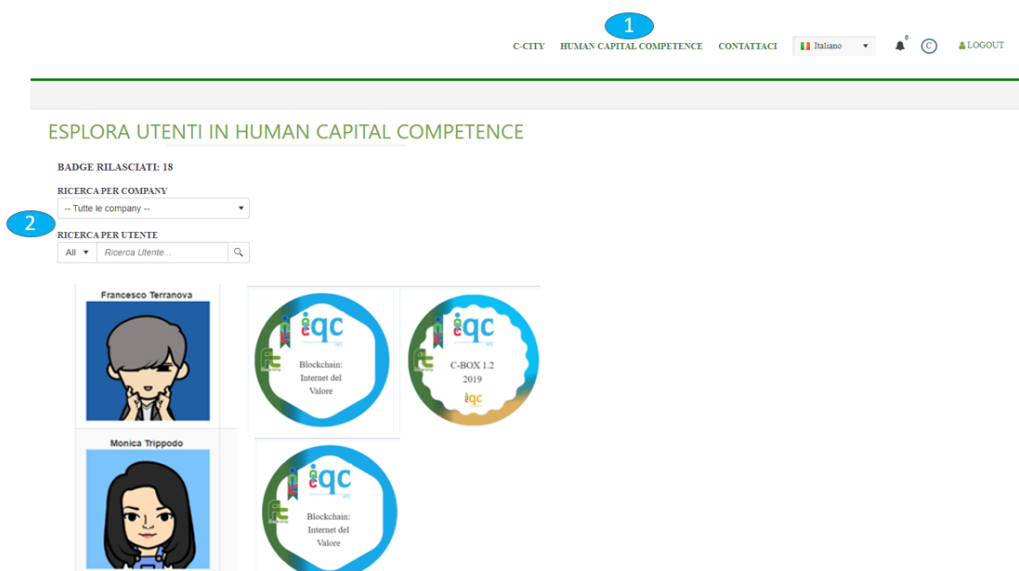 1
C-CITY HUMAN CAPITAL COMPETENCE CONTATTACI Italiano 0 C LOGOUT
ESPLORA UTENTI IN HUMAN CAPITAL COMPETENCE
BADGE RILASCIATI: 18
RICERCA PER COMPANY
-- Tutte le company --
2
RICERCA PER UTENTE
All Ricerca Utente...
Francesco Terranova
iqc
Blockchain:
Internet del
Valore
iqc
C-BOX 1.2
2019
iqc
Monica Trippodo
iqc
Blockchain:
Internet del
Valore